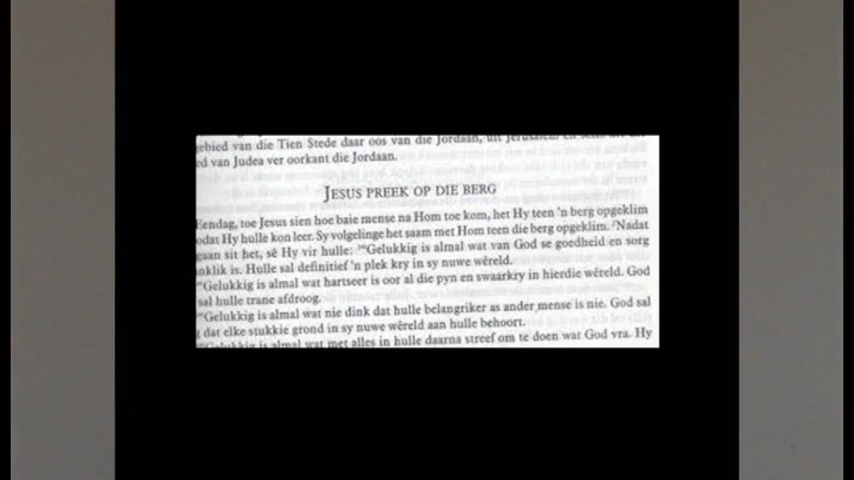 gebied van die Tien Stede daar oos van die Jordaan, uit Jerusalem en
ed van Judea ver oorkant die Jordaan.
JESUS PREEK OP DIE BERG
Eendag, toe Jesus sien hoe baie mense na Hom toe kom, het Hy teen 'n berg opgeklim
odat Hy hulle kon leer. Sy volgelinge het saam met Hom teen die berg opgeklim. ²Nadat
gaan sit het, sê Hy vir hulle: ³"Gelukkig is almal wat van God se goedheid en sorg
anklik is. Hulle sal definitief 'n plek kry in sy nuwe wêreld.
"Gelukkig is almal wat hartseer is oor al die pyn en swaarkry in hierdie wêreld. God
sal hulle trane afdroog.
"Gelukkig is almal wat nie dink dat hulle belangriker as ander mense is nie. God sal
dat elke stukkie grond in sy nuwe wêreld aan hulle behoort.
"Gelukkig is almal wat met alles in hulle daarna streef om te doen wat God vra. Hy